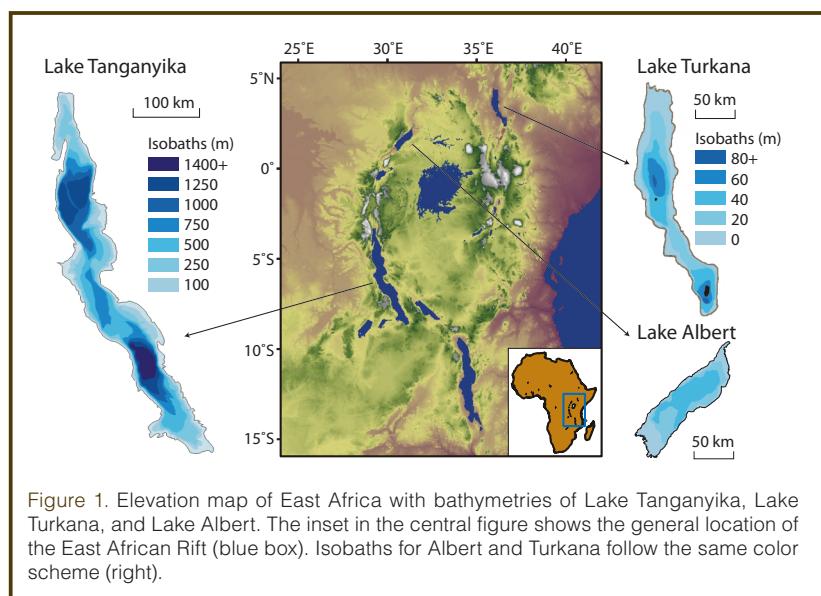 Lake Tanganyika
100 km
Isobaths (m)
1400+
1250
1000
750
500
250
100
25°E 30°E 35°E 40°E
5°N
0°
5°S
10°S
15°S
Lake Turkana
50 km
Isobaths (m)
80+
60
40
20
0
Lake Albert
50 km
Figure 1. Elevation map of East Africa with bathymetries of Lake Tanganyika, Lake
Turkana, and Lake Albert. The inset in the central figure shows the general location of
the East African Rift (blue box). Isobaths for Albert and Turkana follow the same color
scheme (right).